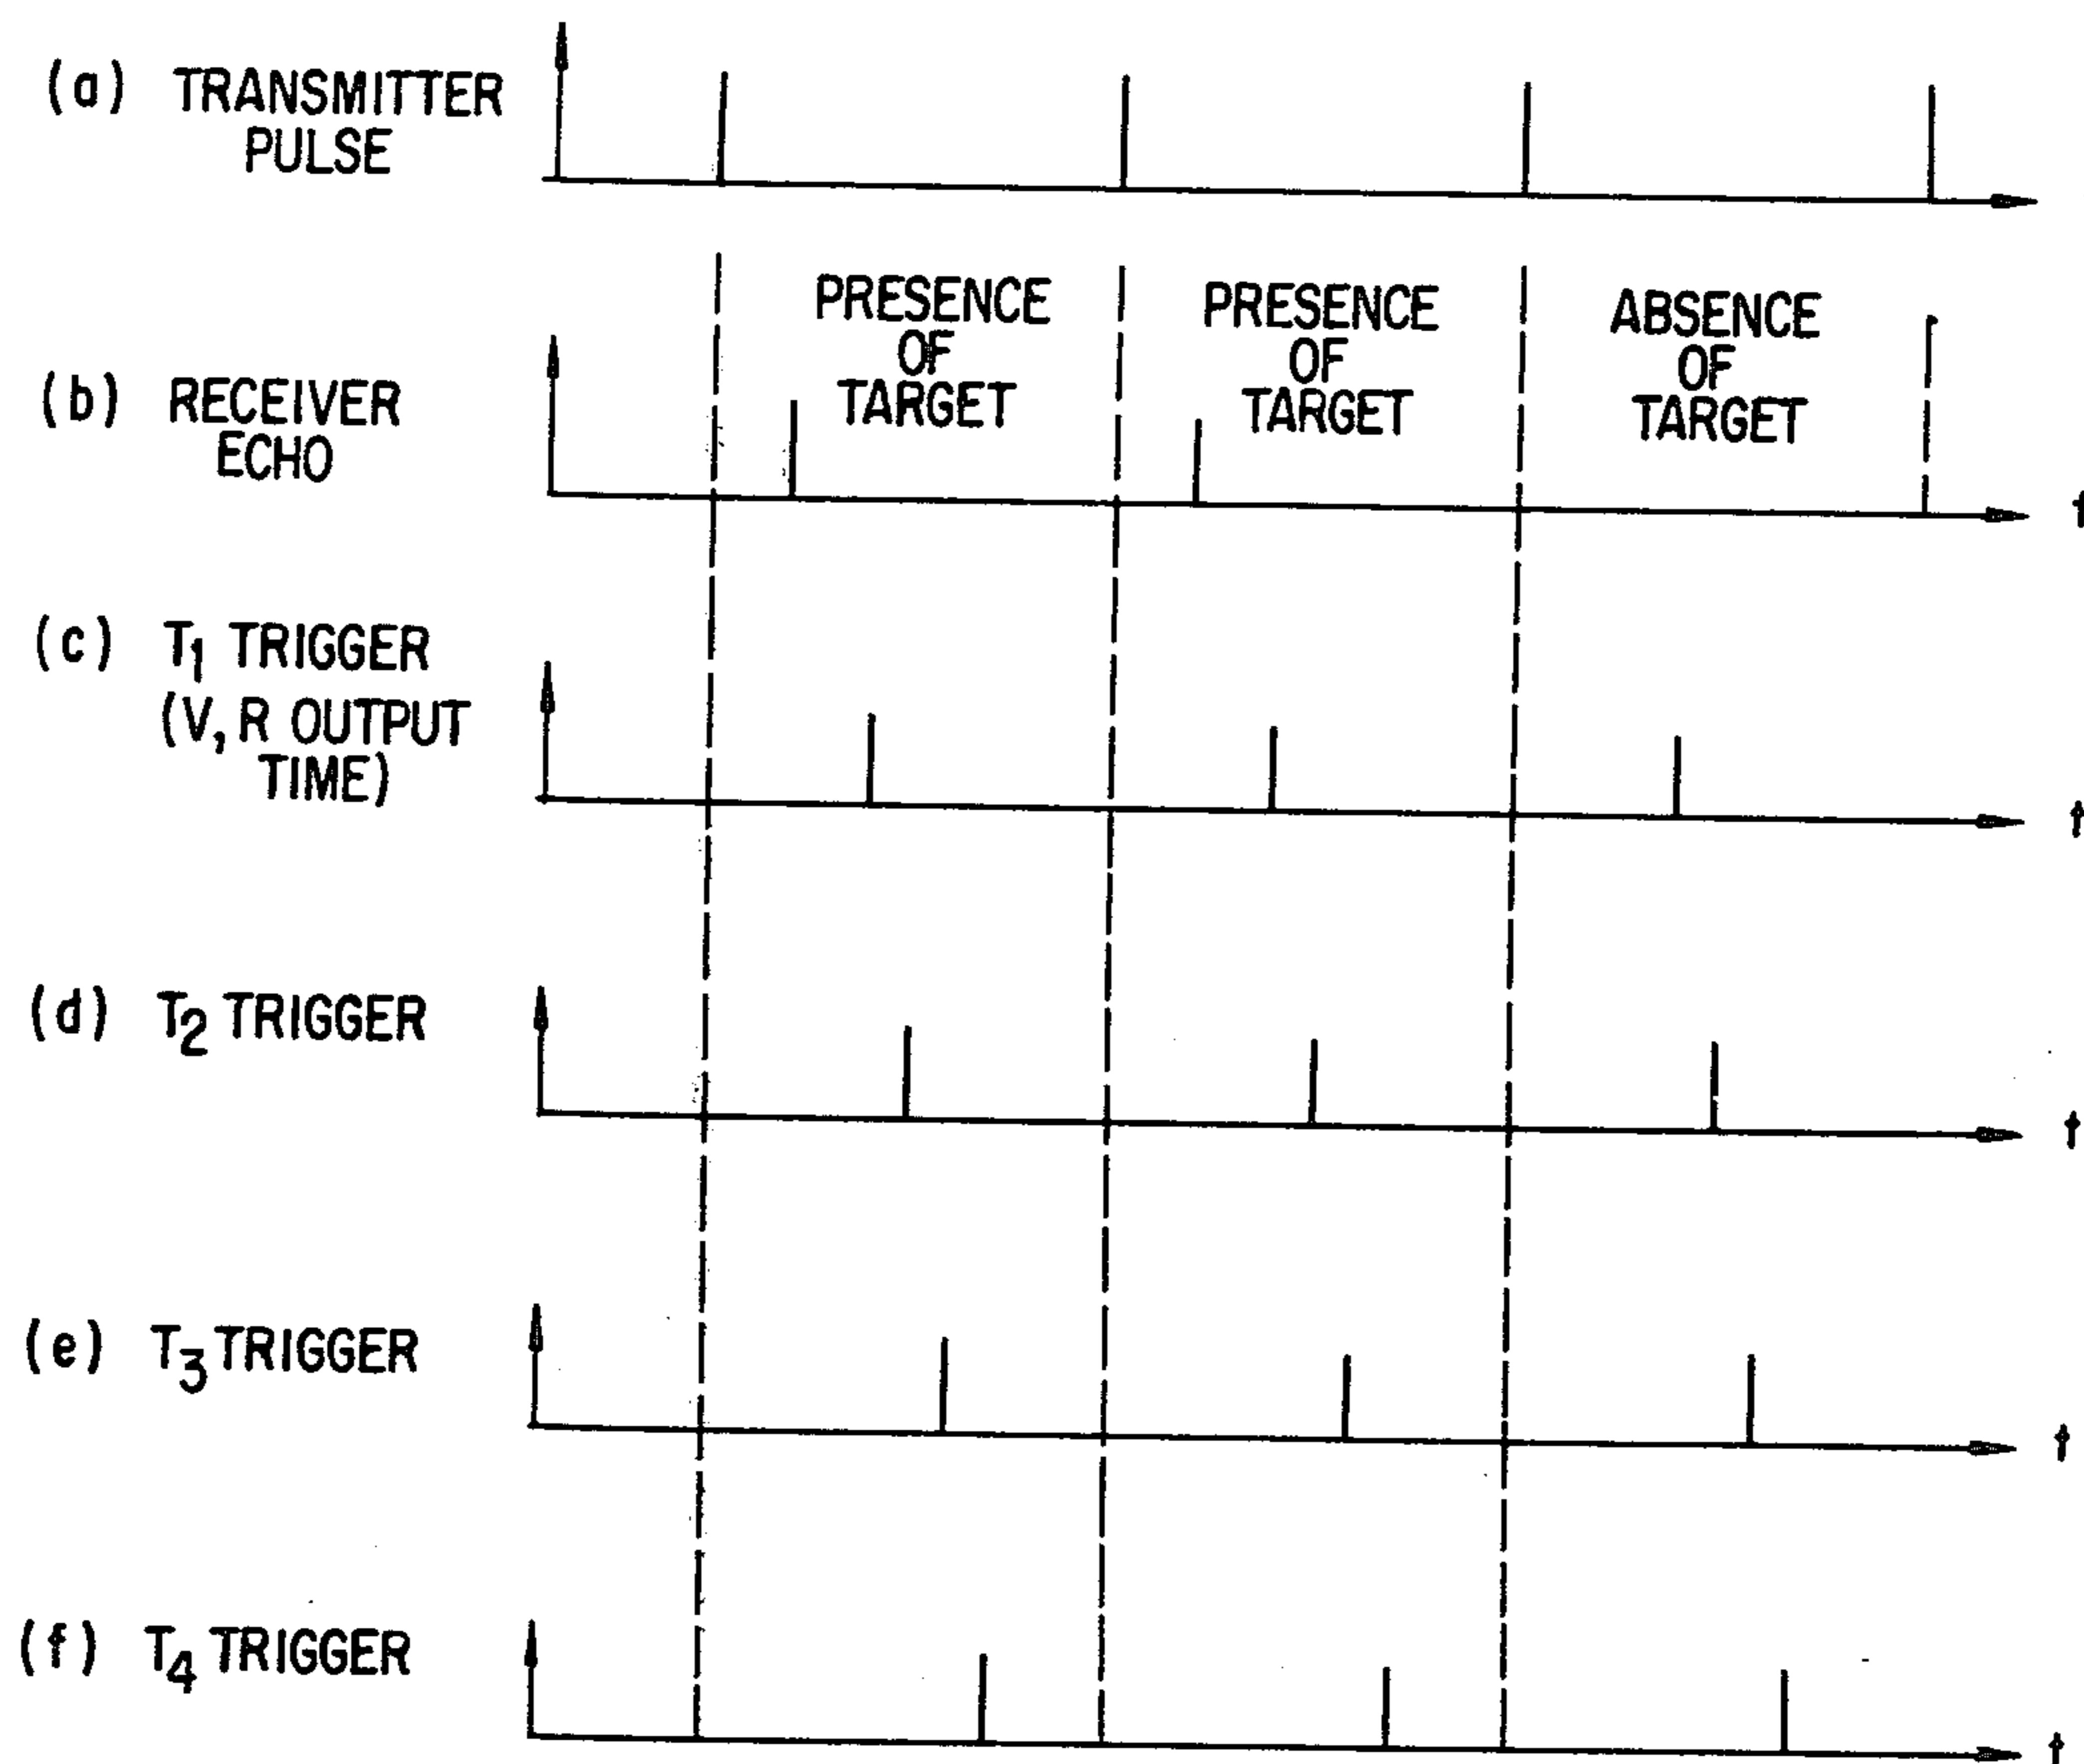 (a) TRANSMITTER
PULSE
PRESENCE
OF
TARGET
PRESENCE
OF
TARGET
ABSENCE
OF
TARGET
(b) RECEIVER
ECHO
t
(c) T1 TRIGGER
(V, R OUTPUT
TIME)
t
(d) T2 TRIGGER
t
(e) T3 TRIGGER
t
(f) T4 TRIGGER
t